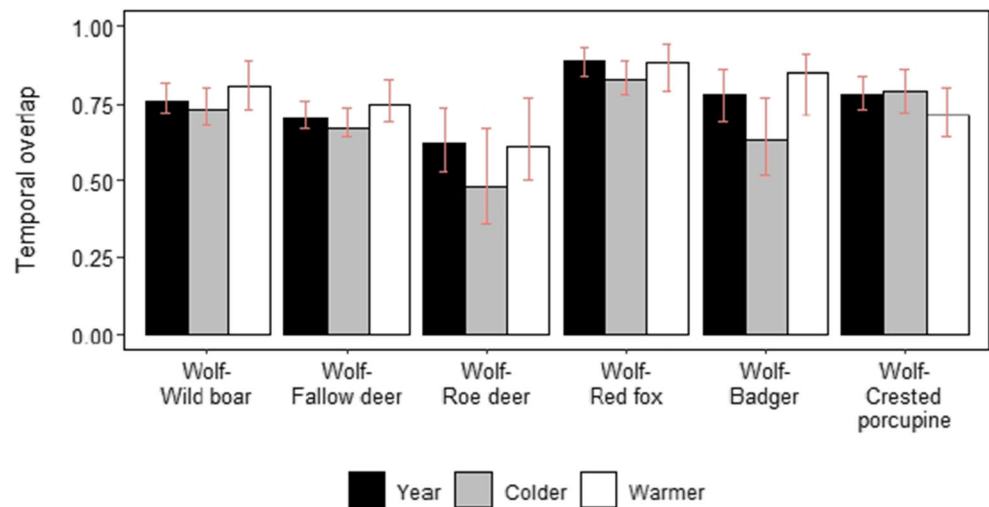 Temporal overlap
1.00
0.75
0.50
0.25
0.00
Wolf-
Wild boar
Wolf-
Fallow deer
Wolf-
Roe deer
Wolf-
Red fox
Wolf-
Badger
Wolf-
Crested
porcupine
Year
Colder
Warmer